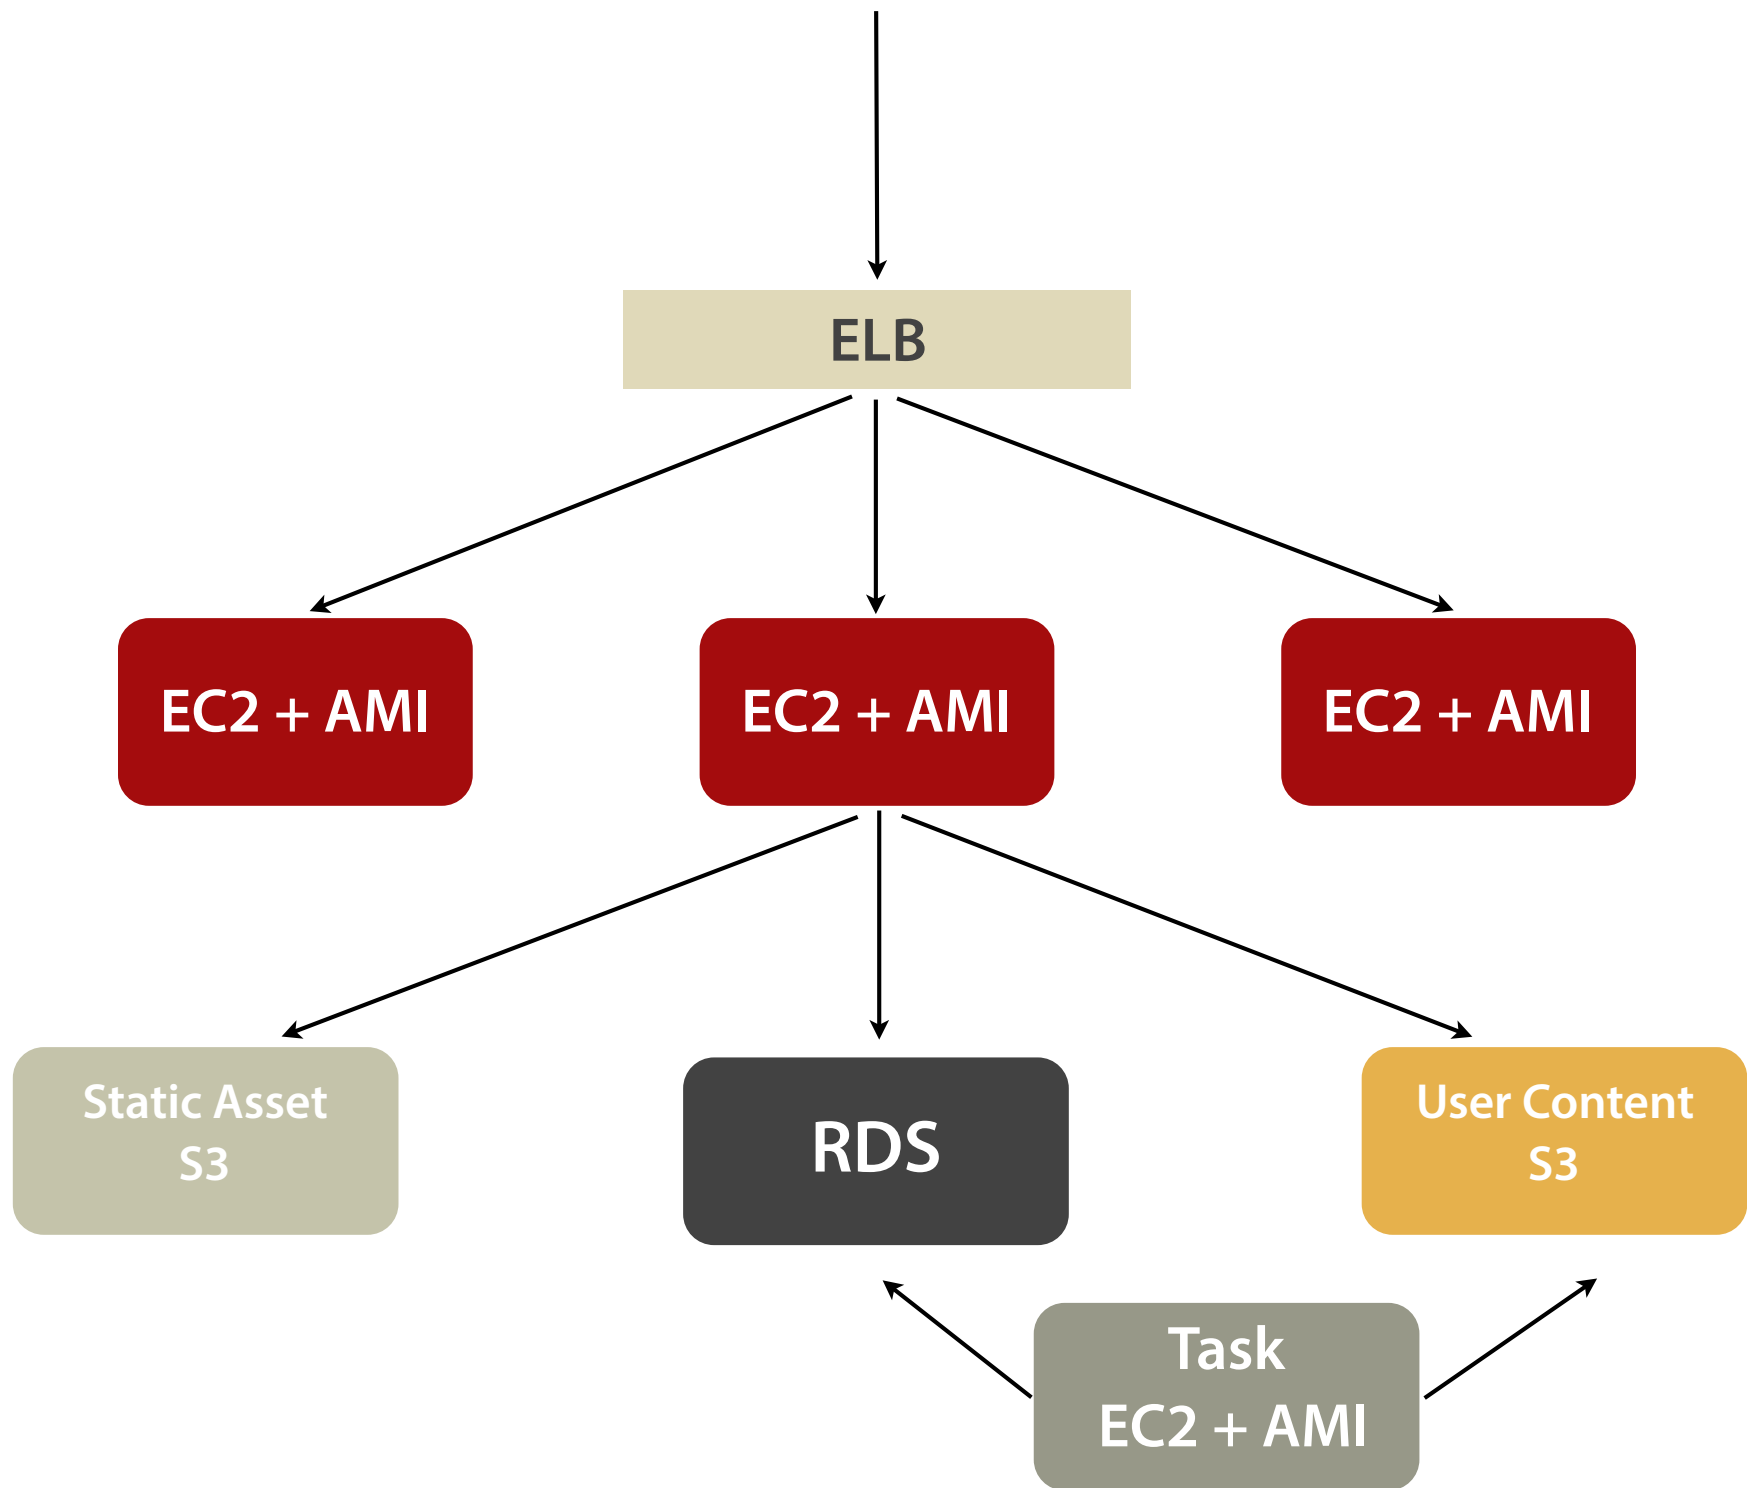 ELB
EC2 + AMI
EC2 + AMI
EC2 + AMI
Static Asset
S3
RDS
User Content
S3
Task
EC2 + AMI